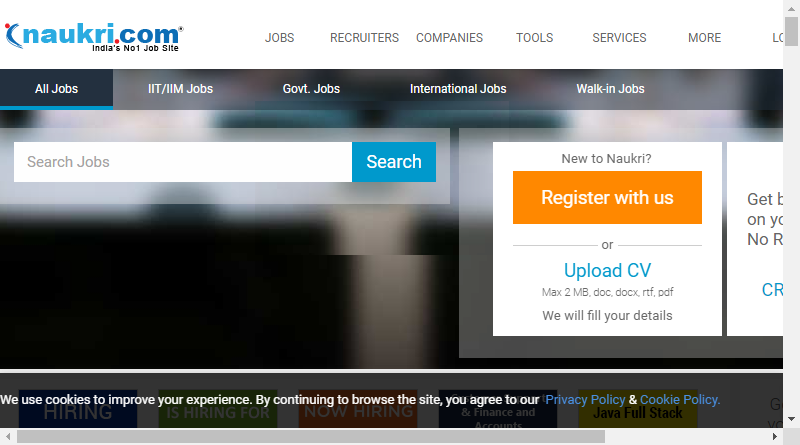 naukri.com
India's No1 Job Site
JOBS RECRUITERS COMPANIES TOOLS SERVICES MORE
All Jobs IIT/IIM Jobs Govt. Jobs International Jobs Walk-in Jobs
Search Jobs Search
New to Naukri?
Register with us
or
Upload CV
Max 2 MB, doc, docx, rtf, pdf
We will fill your details
Get
on
No
We use cookies to improve your experience. By continuing to browse the site, you agree to our Privacy Policy & Cookie Policy.
HIRING
IS HIRING FOR
NOW HIRING
& Finance and
Accounts
Java Full Stack